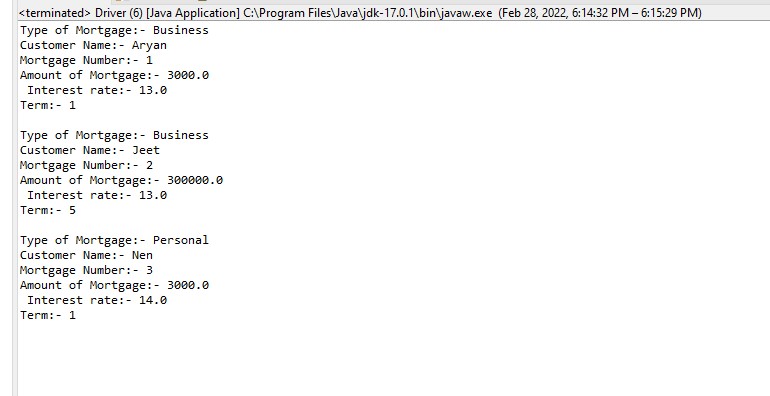 <terminated> Driver (6) [Java Application] C:\Program Files\Java\jdk-17.0.1\bin\javaw.exe (Feb 28, 2022, 6:14:32 PM – 6:15:29 PM)
Type of Mortgage:- Business
Customer Name:- Aryan
Mortgage Number:- 1
Amount of Mortgage:- 3000.0
 Interest rate:- 13.0
Term:- 1

Type of Mortgage:- Business
Customer Name:- Jeet
Mortgage Number:- 2
Amount of Mortgage:- 300000.0
 Interest rate:- 13.0
Term:- 5

Type of Mortgage:- Personal
Customer Name:- Nen
Mortgage Number:- 3
Amount of Mortgage:- 3000.0
 Interest rate:- 14.0
Term:- 1